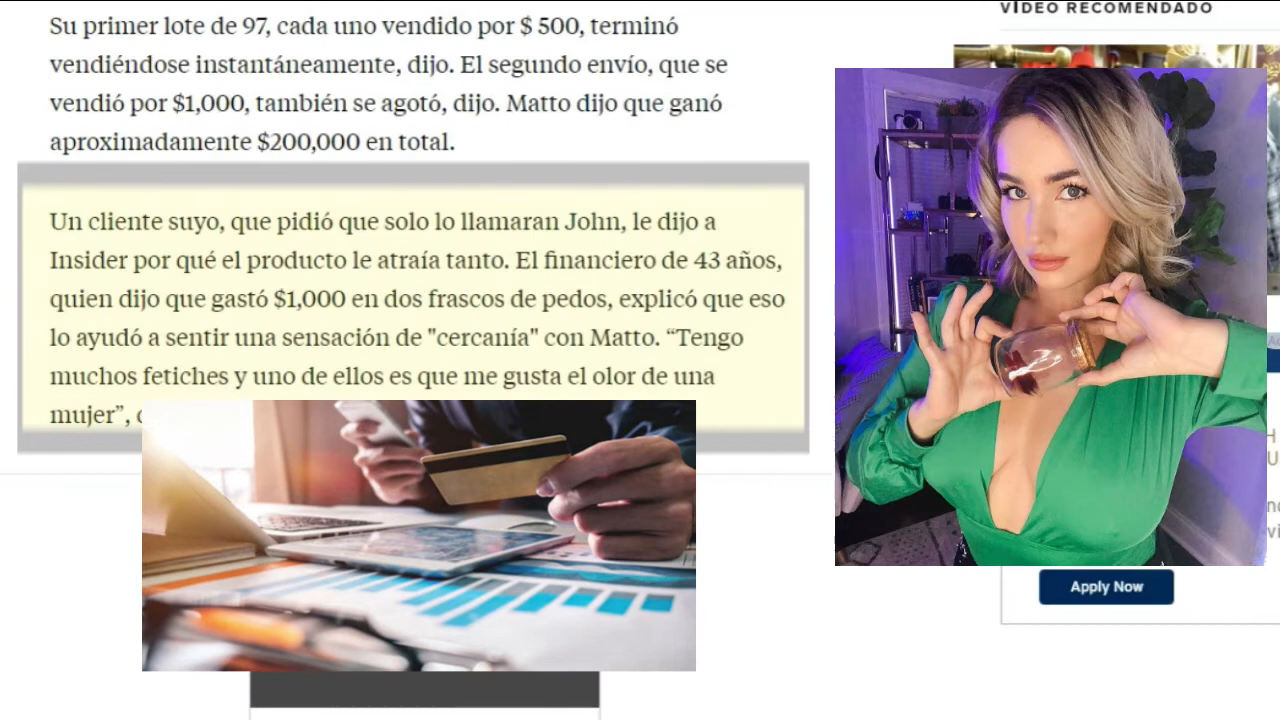 Su primer lote de 97, cada uno vendido por $ 500, terminó
vendiéndose instantáneamente, dijo. El segundo envío, que se
vendió por $1,000, también se agotó, dijo. Matto dijo que ganó
aproximadamente $200,000 en total.
Un cliente suyo, que pidió que solo lo llamaran John, le dijo a
Insider por qué el producto le atraía tanto. El financiero de 43 años,
quien dijo que gastó $1,000 en dos frascos de pedos, explicó que eso
lo ayudó a sentir una sensación de "cercanía" con Matto. “Tengo
muchos fetiches y uno de ellos es que me gusta el olor de una
mujer”,
VÍDEO RECOMENDADO
Apply Now